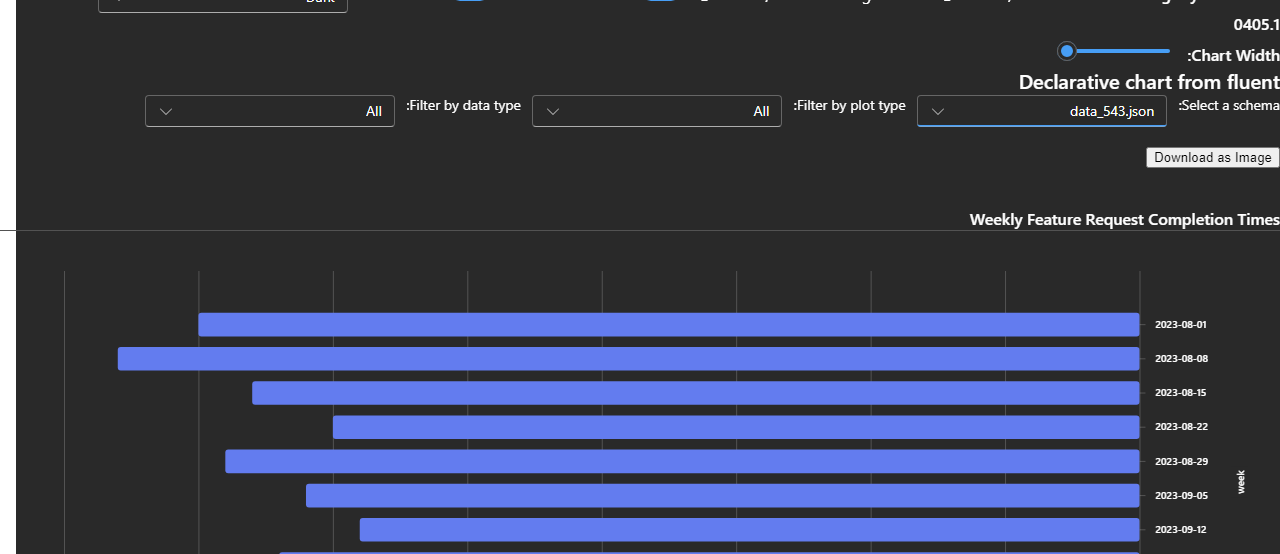 0405.1
:Chart Width
Declarative chart from fluent
:Select a schema
data_543.json
:Filter by plot type
All
:Filter by data type
All
Download as Image
Weekly Feature Request Completion Times
2023-08-01
2023-08-08
2023-08-15
2023-08-22
2023-08-29
2023-09-05
2023-09-12
week